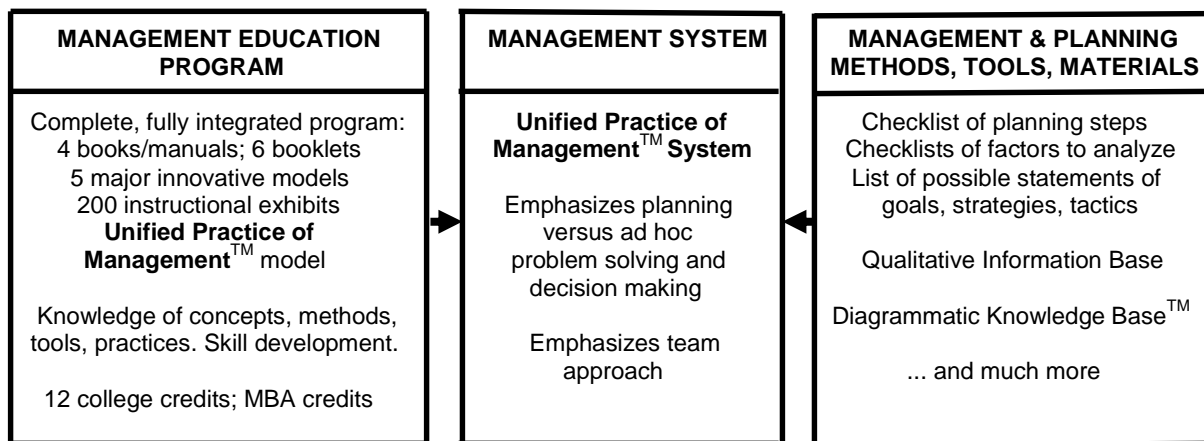 MANAGEMENT EDUCATION
PROGRAM
Complete, fully integrated program:
4 books/manuals; 6 booklets
5 major innovative models
200 instructional exhibits
Unified Practice of
Management™ model
Knowledge of concepts, methods,
tools, practices. Skill development.
12 college credits; MBA credits
MANAGEMENT SYSTEM
Unified Practice of
Management™ System
Emphasizes planning
versus ad hoc
problem solving and
decision making
Emphasizes team
approach
MANAGEMENT & PLANNING
METHODS, TOOLS, MATERIALS
Checklist of planning steps
Checklists of factors to analyze
List of possible statements of
goals, strategies, tactics
Qualitative Information Base
Diagrammatic Knowledge Base™
... and much more